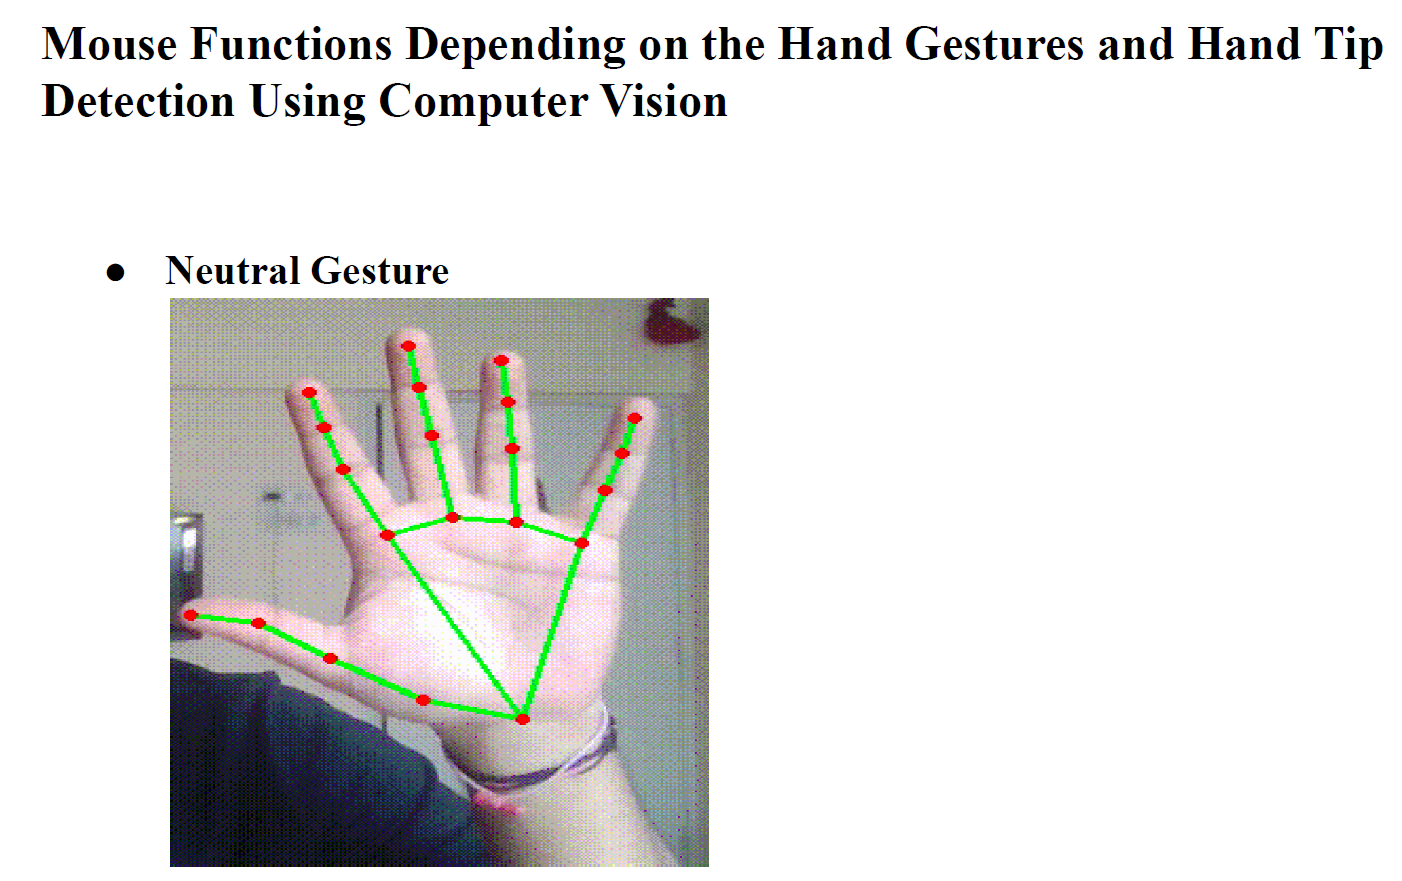 Mouse Functions Depending on the Hand Gestures and Hand Tip
Detection Using Computer Vision
● Neutral Gesture